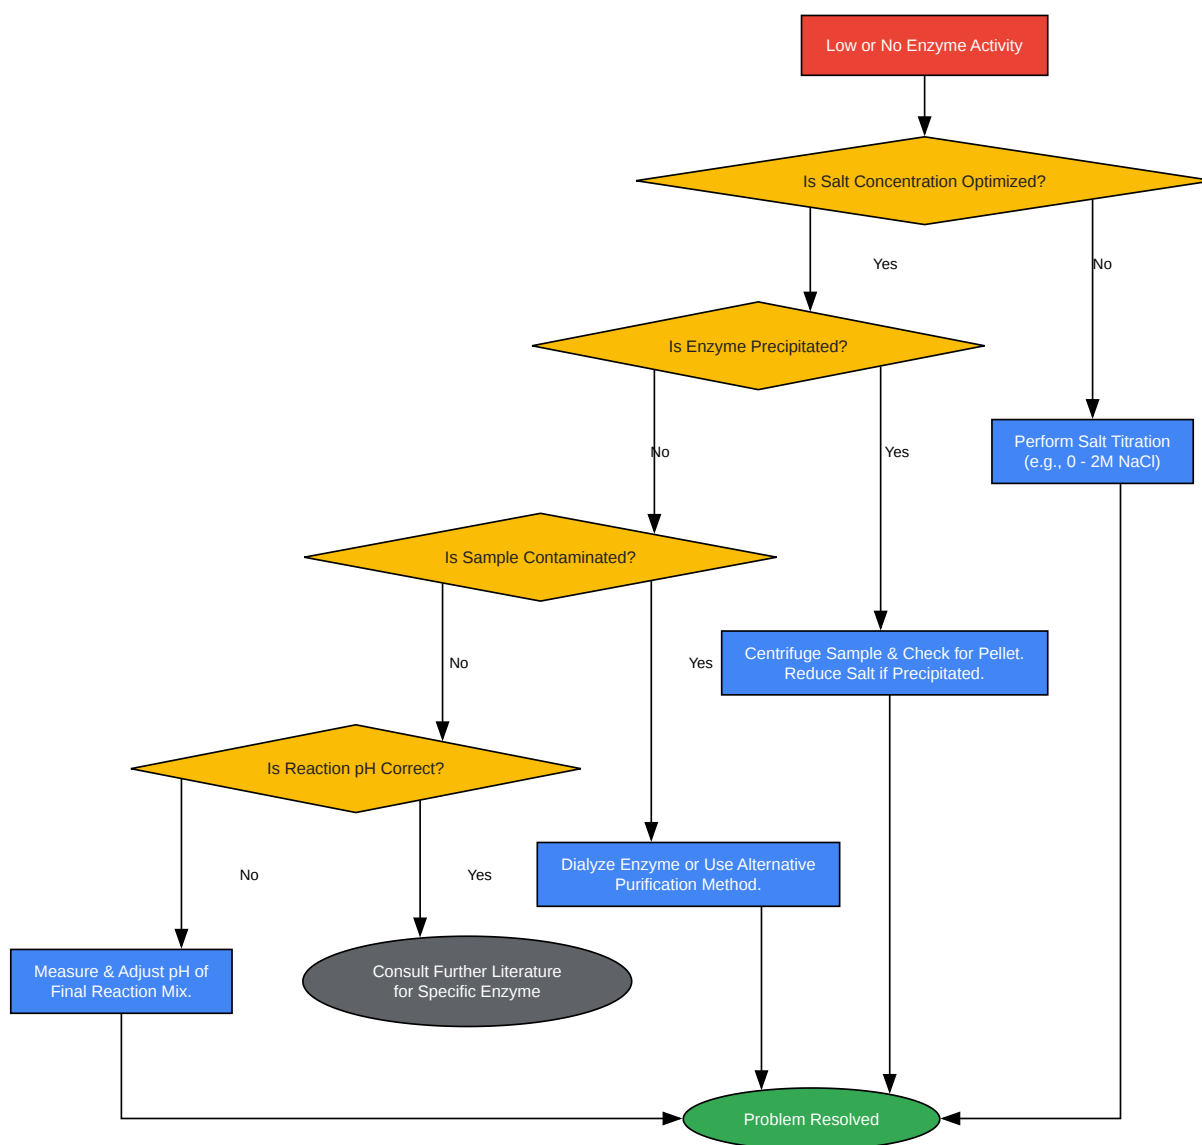 Low or No Enzyme Activity
Is Salt Concentration Optimized?
Yes
No
Is Enzyme Precipitated?
Perform Salt Titration
(e.g., 0 - 2M NaCl)
No
Yes
Is Sample Contaminated?
Centrifuge Sample & Check for Pellet.
Reduce Salt if Precipitated.
No
Yes
Is Reaction pH Correct?
Dialyze Enzyme or Use Alternative
Purification Method.
No
Yes
Measure & Adjust pH of
Final Reaction Mix.
Consult Further Literature
for Specific Enzyme
Problem Resolved